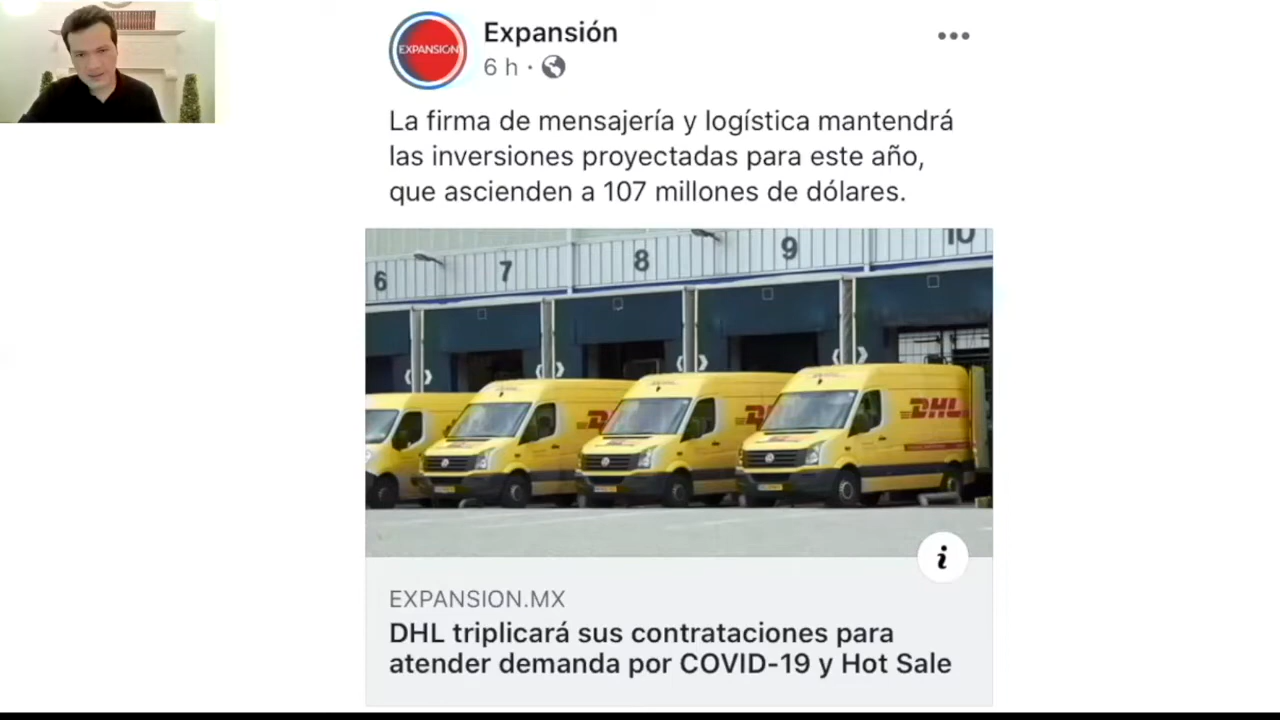 EXPANSIÓN
Expansión
6 h ·
La firma de mensajería y logística mantendrá
las inversiones proyectadas para este año,
que ascienden a 107 millones de dólares.
6
7
8
9
10
DHL
EXPANSION.MX
DHL triplicará sus contrataciones para
atender demanda por COVID-19 y Hot Sale